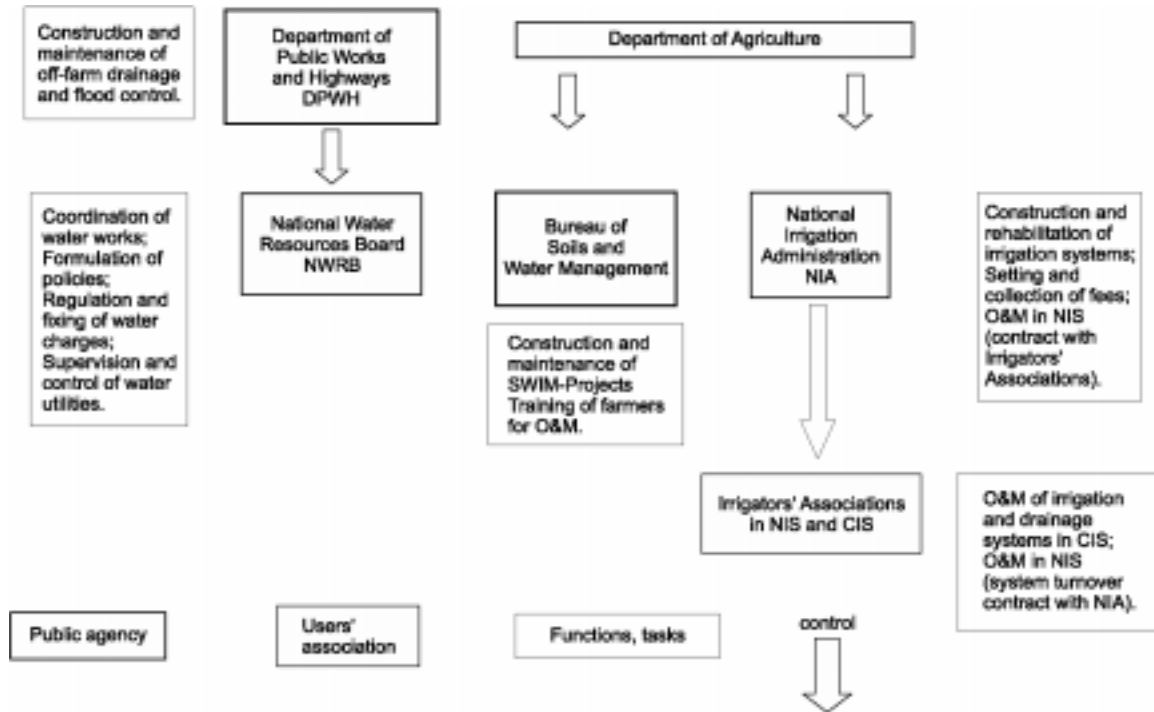 Construction and
maintenance of
off-farm drainage
and flood control.
Department of
Public Works
and Highways
DPWH
Department of Agriculture
Coordination of
water works;
Formulation of
policies;
Regulation and
fixing of water
charges;
Supervision and
control of water
utilities.
National Water
Resources Board
NWRB
Bureau of
Soils and
Water Management
National
Irrigation
Administration
NIA
Construction and
rehabilitation of
irrigation systems;
Setting and
collection of fees;
O&M in NIS
(contract with
Irrigators'
Associations).
Construction and
maintenance of
SWIM-Projects
Training of farmers
for O&M.
Irrigators' Associations
in NIS and CIS
O&M of irrigation
and drainage
systems in CIS;
O&M in NIS
(system turnover
contract with NIA).
Public agency
Users'
association
Functions, tasks
control